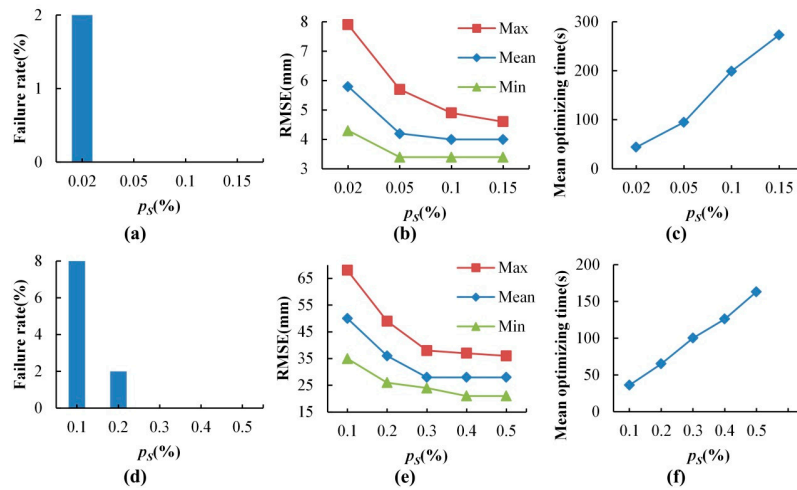 Failure rate(%)
2
1
0
0.02 0.05 0.1 0.15
pS(%)
(a)
RMSE(mm)
8
7
6
5
4
3
Max
Mean
Min
0.02 0.05 0.1 0.15
pS(%)
(b)
Mean optimizing time(s)
300
200
100
0
0.02 0.05 0.1 0.15
pS(%)
(c)
Failure rate(%)
8
6
4
2
0
0.1 0.2 0.3 0.4 0.5
pS(%)
(d)
RMSE(mm)
65
55
45
35
25
15
Max
Mean
Min
0.1 0.2 0.3 0.4 0.5
pS(%)
(e)
Mean optimizing time(s)
200
150
100
50
0
0.1 0.2 0.3 0.4 0.5
pS(%)
(f)